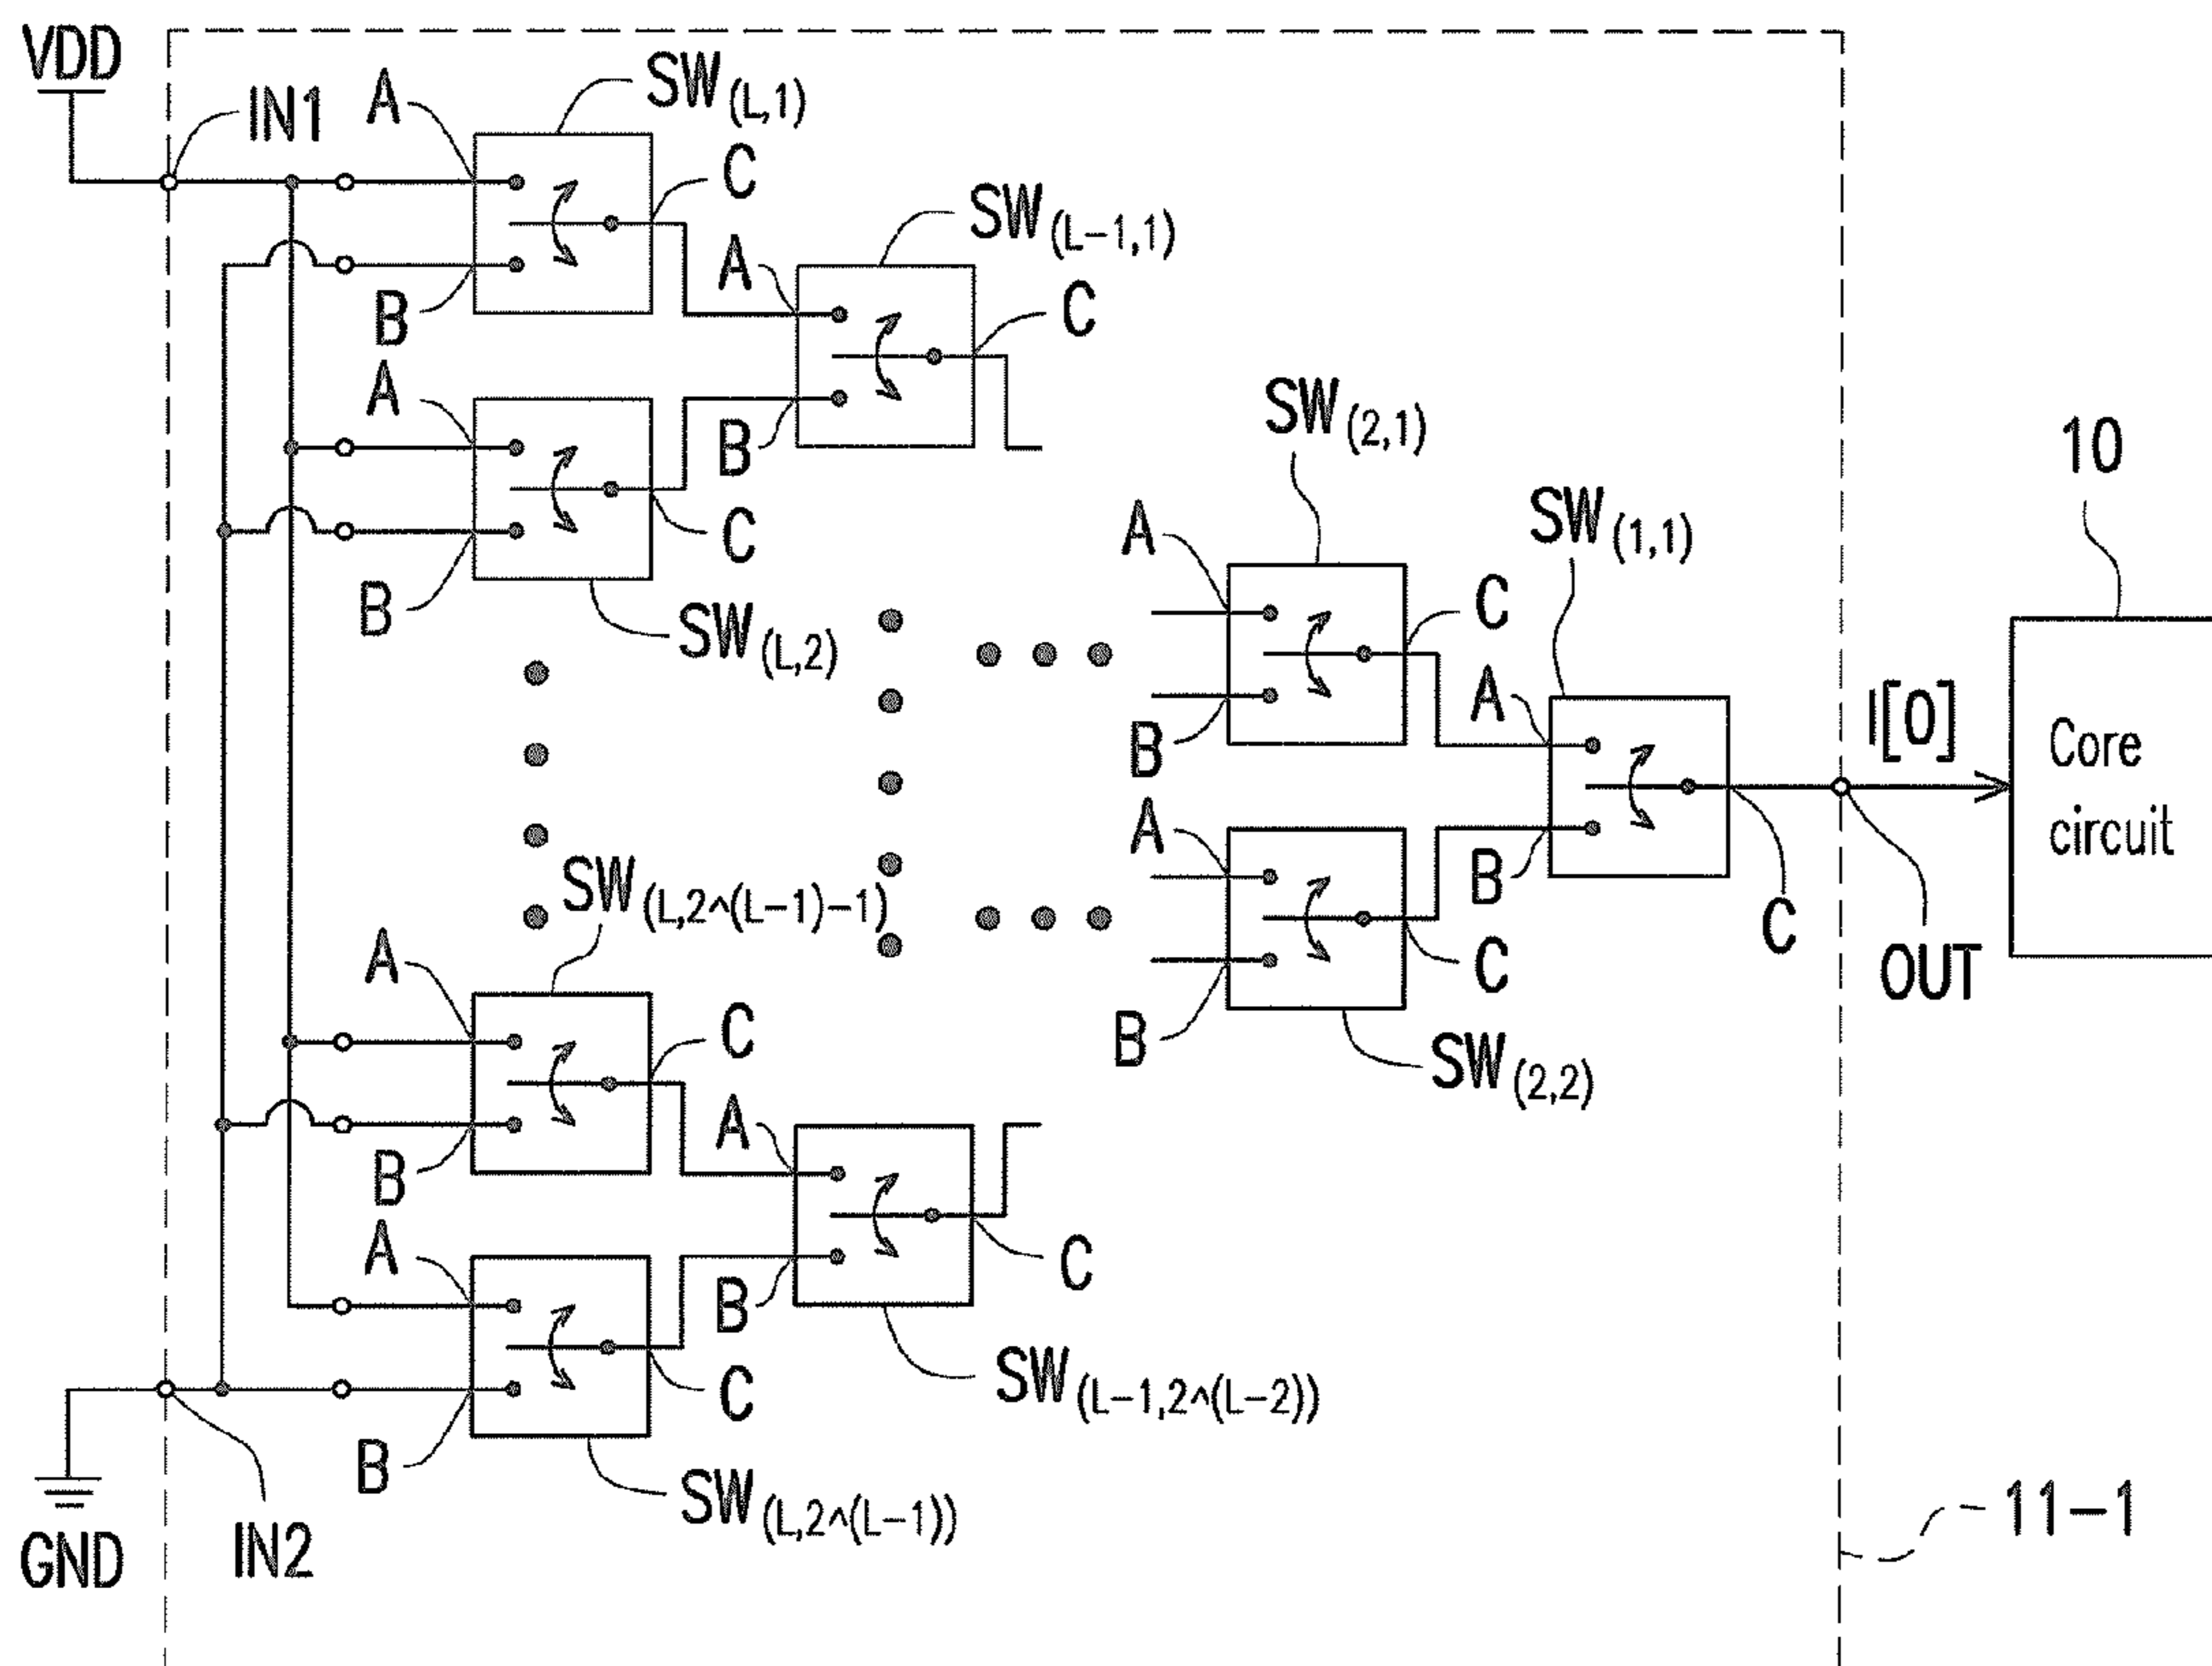 VDD
IN1
A
SW(L,1)
C
B
A
SW(L-1,1)
C
B
A
C
B
SW(L,2)
SW(2,1)
A
C
B
SW(1,1)
A
B
C
I[0]
10
Core
circuit
OUT
A
C
B
SW(2,2)
SW(L,2^(L-1)-1)
A
C
B
A
C
B
SW(L-1,2^(L-2))
A
C
B
SW(L,2^(L-1))
GND
IN2
11-1